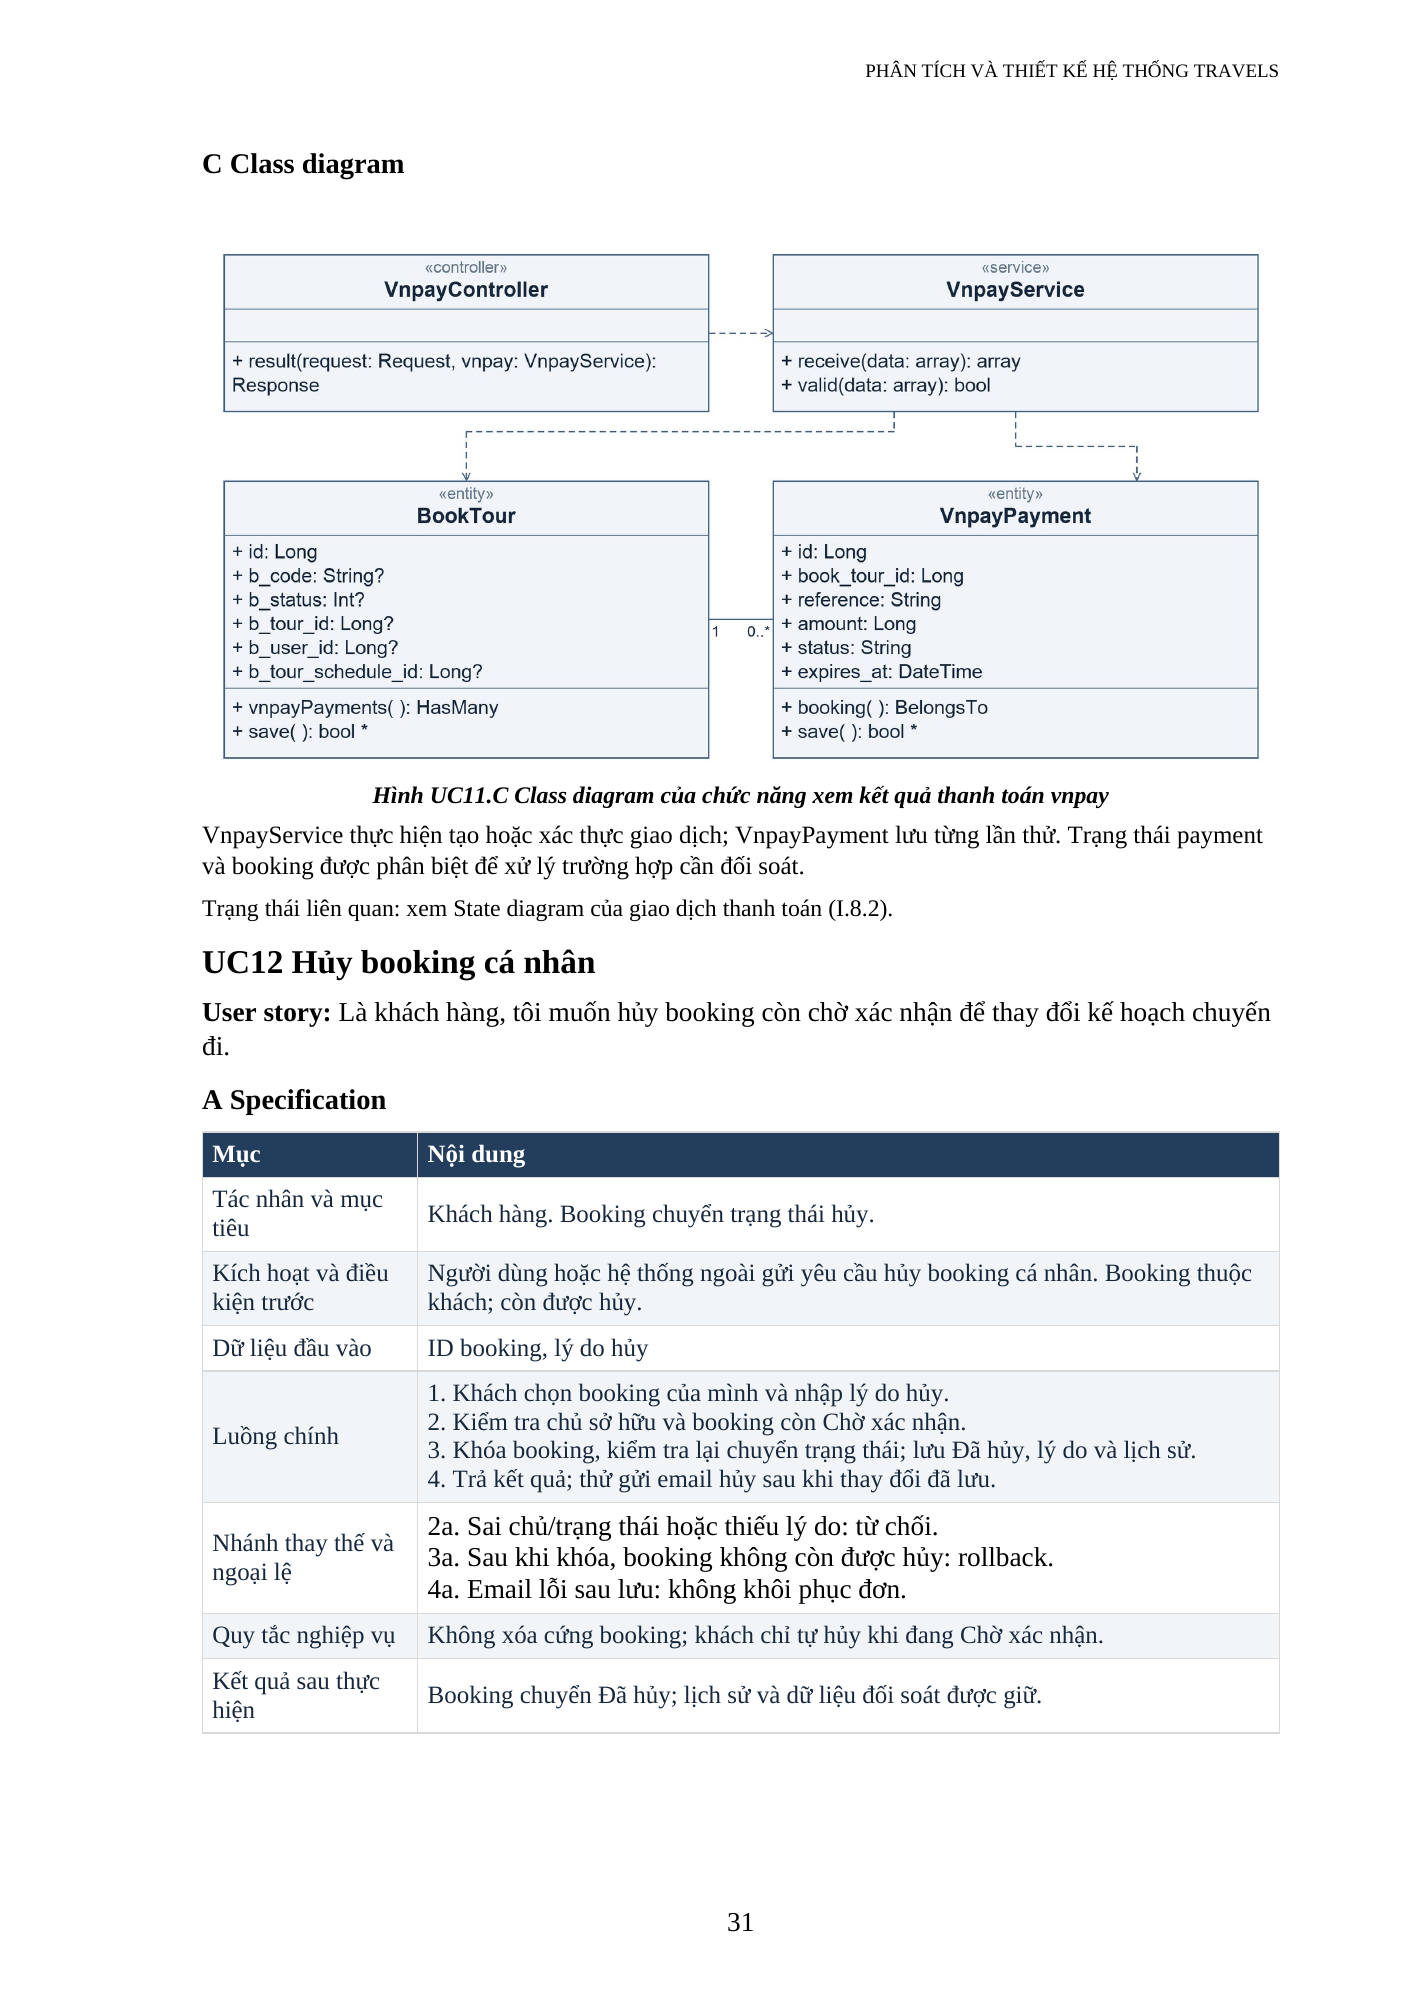 PHÂN TÍCH VÀ THIẾT KẾ HỆ THỐNG TRAVELS
C Class diagram
«controller»
VnpayController
+ result(request: Request, vnpay: VnpayService):
Response
«service»
VnpayService
+ receive(data: array): array
+ valid(data: array): bool
«entity»
BookTour
+ id: Long
+ b_code: String?
+ b_status: Int?
+ b_tour_id: Long?
+ b_user_id: Long?
+ b_tour_schedule_id: Long?
+ vnpayPayments( ): HasMany
+ save( ): bool *
1 0..*
«entity»
VnpayPayment
+ id: Long
+ book_tour_id: Long
+ reference: String
+ amount: Long
+ status: String
+ expires_at: DateTime
+ booking( ): BelongsTo
+ save( ): bool *
Hình UC11.C Class diagram của chức năng xem kết quả thanh toán vnpay
VnpayService thực hiện tạo hoặc xác thực giao dịch; VnpayPayment lưu từng lần thử. Trạng thái payment
và booking được phân biệt để xử lý trường hợp cần đối soát.
Trạng thái liên quan: xem State diagram của giao dịch thanh toán (I.8.2).
UC12 Hủy booking cá nhân
User story: Là khách hàng, tôi muốn hủy booking còn chờ xác nhận để thay đổi kế hoạch chuyến
đi.
A Specification
Mục
Nội dung
Tác nhân và mục
tiêu
Khách hàng. Booking chuyển trạng thái hủy.
Kích hoạt và điều
kiện trước
Người dùng hoặc hệ thống ngoài gửi yêu cầu hủy booking cá nhân. Booking thuộc
khách; còn được hủy.
Dữ liệu đầu vào
ID booking, lý do hủy
Luồng chính
1. Khách chọn booking của mình và nhập lý do hủy.
2. Kiểm tra chủ sở hữu và booking còn Chờ xác nhận.
3. Khóa booking, kiểm tra lại chuyển trạng thái; lưu Đã hủy, lý do và lịch sử.
4. Trả kết quả; thử gửi email hủy sau khi thay đổi đã lưu.
Nhánh thay thế và
ngoại lệ
2a. Sai chủ/trạng thái hoặc thiếu lý do: từ chối.
3a. Sau khi khóa, booking không còn được hủy: rollback.
4a. Email lỗi sau lưu: không khôi phục đơn.
Quy tắc nghiệp vụ
Không xóa cứng booking; khách chỉ tự hủy khi đang Chờ xác nhận.
Kết quả sau thực
hiện
Booking chuyển Đã hủy; lịch sử và dữ liệu đối soát được giữ.
31